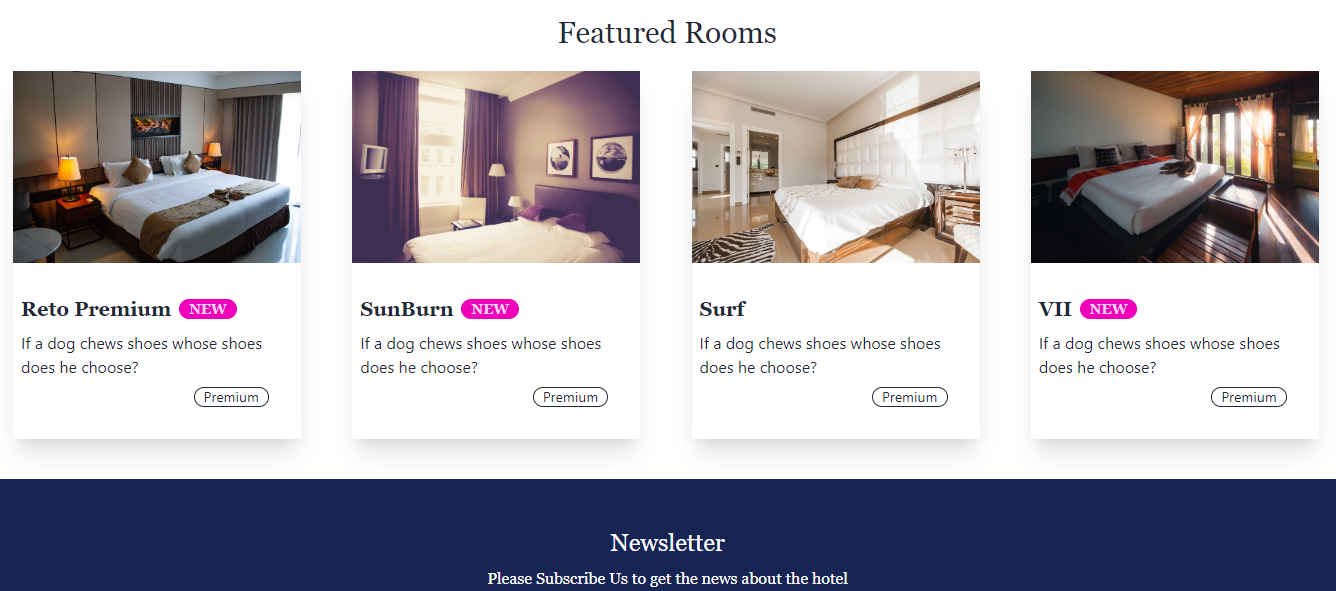 Featured Rooms
Reto Premium NEW
If a dog chews shoes whose shoes
does he choose?
Premium
SunBurn NEW
If a dog chews shoes whose shoes
does he choose?
Premium
Surf
If a dog chews shoes whose shoes
does he choose?
Premium
VII NEW
If a dog chews shoes whose shoes
does he choose?
Premium
Newsletter
Please Subscribe Us to get the news about the hotel